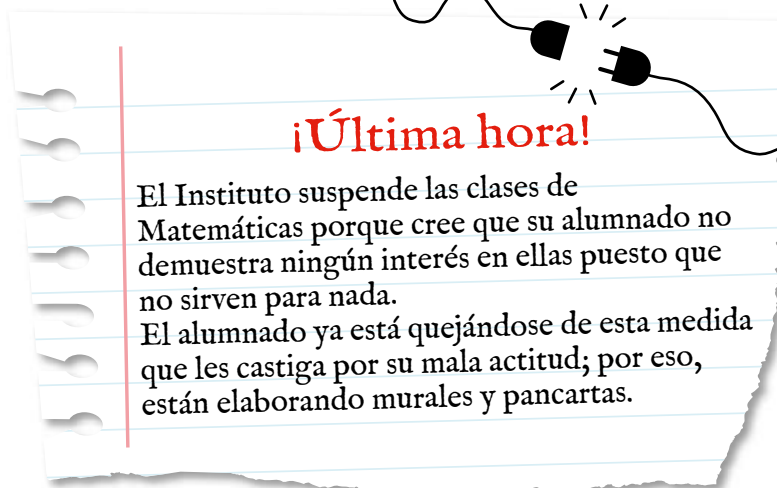 ¡Última hora!
El Instituto suspende las clases de
Matemáticas porque cree que su alumnado no
demuestra ningún interés en ellas puesto que
no sirven para nada.
El alumnado ya está quejándose de esta medida
que les castiga por su mala actitud; por eso,
están elaborando murales y pancartas.